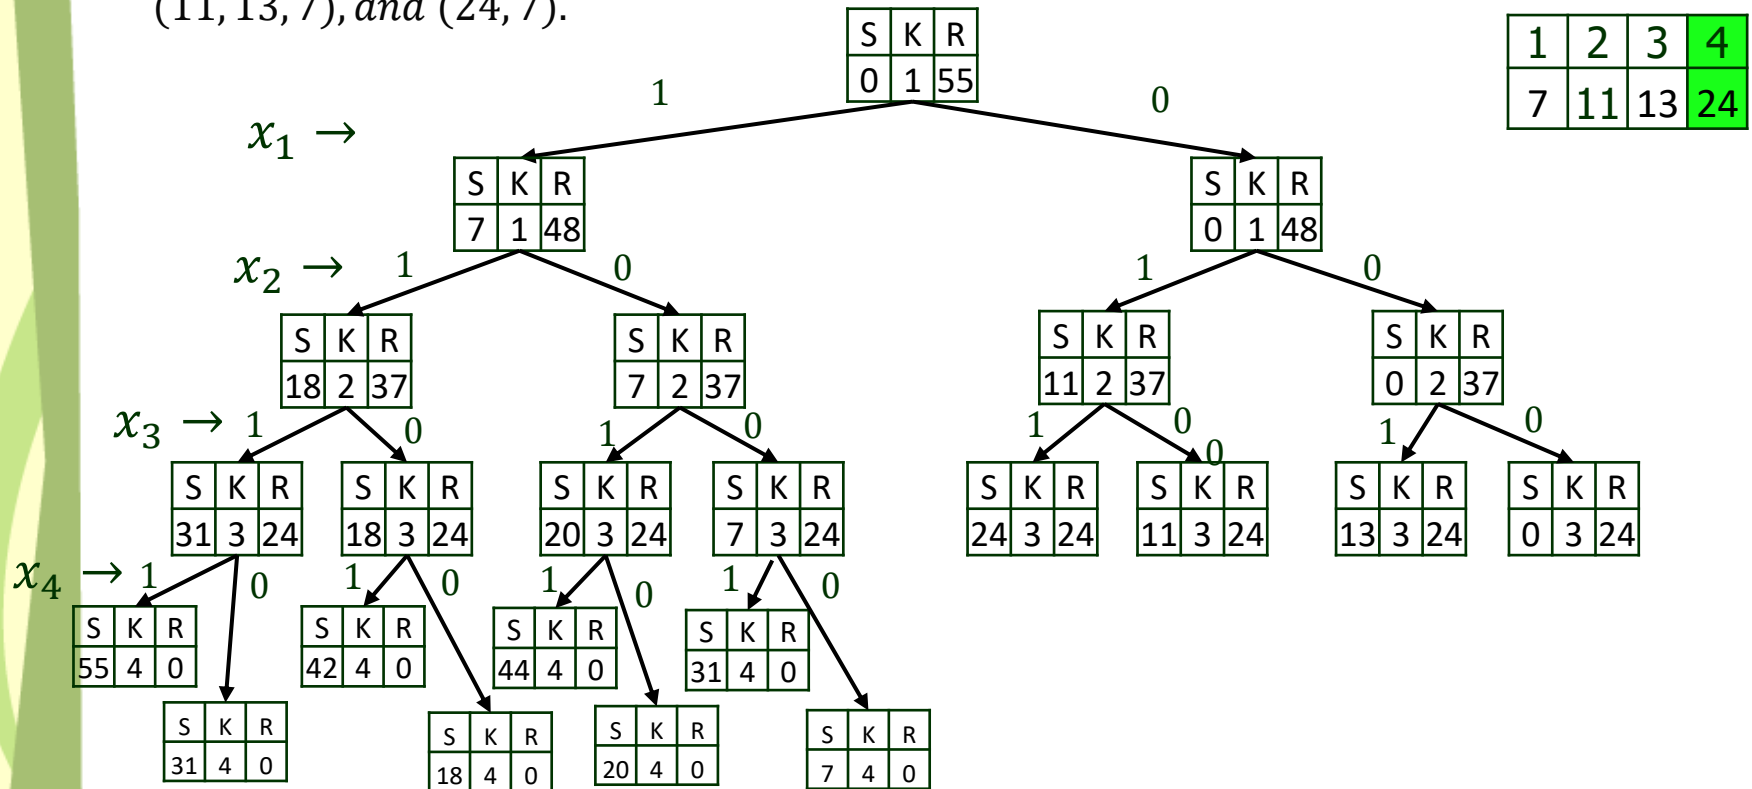 (11, 13, 7), and (24, 7).
S K R
0 1 55
1 2 3 4
7 11 13 24
1 0
x₁ →
S K R S K R
7 1 48 0 1 48
x₂ → 1 0 1 0
S K R S K R S K R S K R
18 2 37 7 2 37 11 2 37 0 2 37
x₃ → 1 0 1 0 1 0 0 1 0
S K R S K R S K R S K R S K R S K R S K R S K R
31 3 24 18 3 24 20 3 24 7 3 24 24 3 24 11 3 24 13 3 24 0 3 24
x₄ → 1 0 1 0 1 0 1 0
S K R S K R S K R S K R
55 4 0 42 4 0 44 4 0 31 4 0
S K R S K R S K R S K R
31 4 0 18 4 0 20 4 0 7 4 0